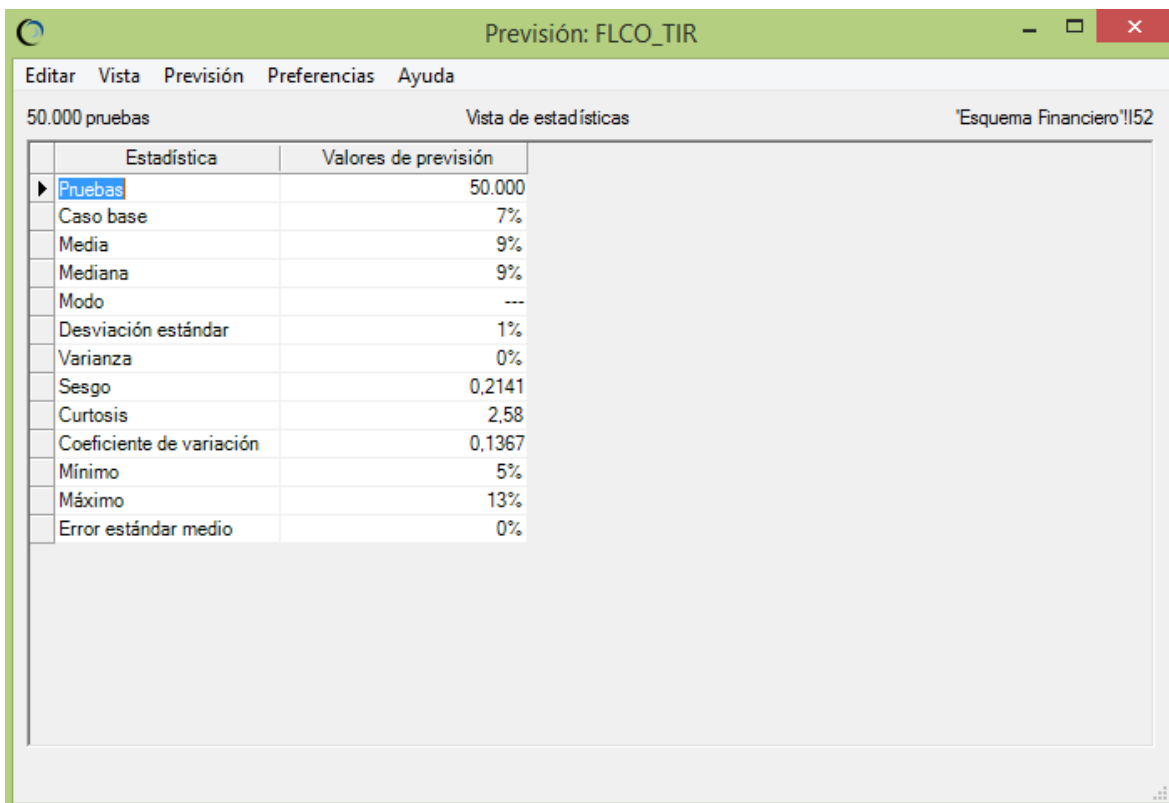 Previsión: FLCO_TIR
Editar Vista Previsión Preferencias Ayuda
50.000 pruebas Vista de estadísticas "Esquema Financiero"!I52
Estadística Valores de previsión
Pruebas 50.000
Caso base 7%
Media 9%
Mediana 9%
Modo ---
Desviación estándar 1%
Varianza 0%
Sesgo 0,2141
Curtosis 2,58
Coeficiente de variación 0,1367
Mínimo 5%
Máximo 13%
Error estándar medio 0%